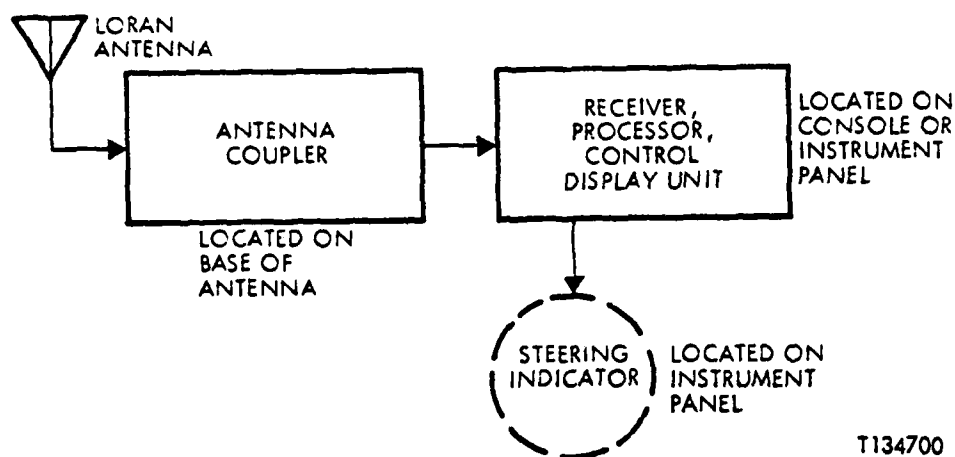 LORAN
ANTENNA
ANTENNA
COUPLER
LOCATED ON
BASE OF
ANTENNA
RECEIVER,
PROCESSOR,
CONTROL
DISPLAY UNIT
LOCATED ON
CONSOLE OR
INSTRUMENT
PANEL
STEERING
INDICATOR
LOCATED ON
INSTRUMENT
PANEL
T134700